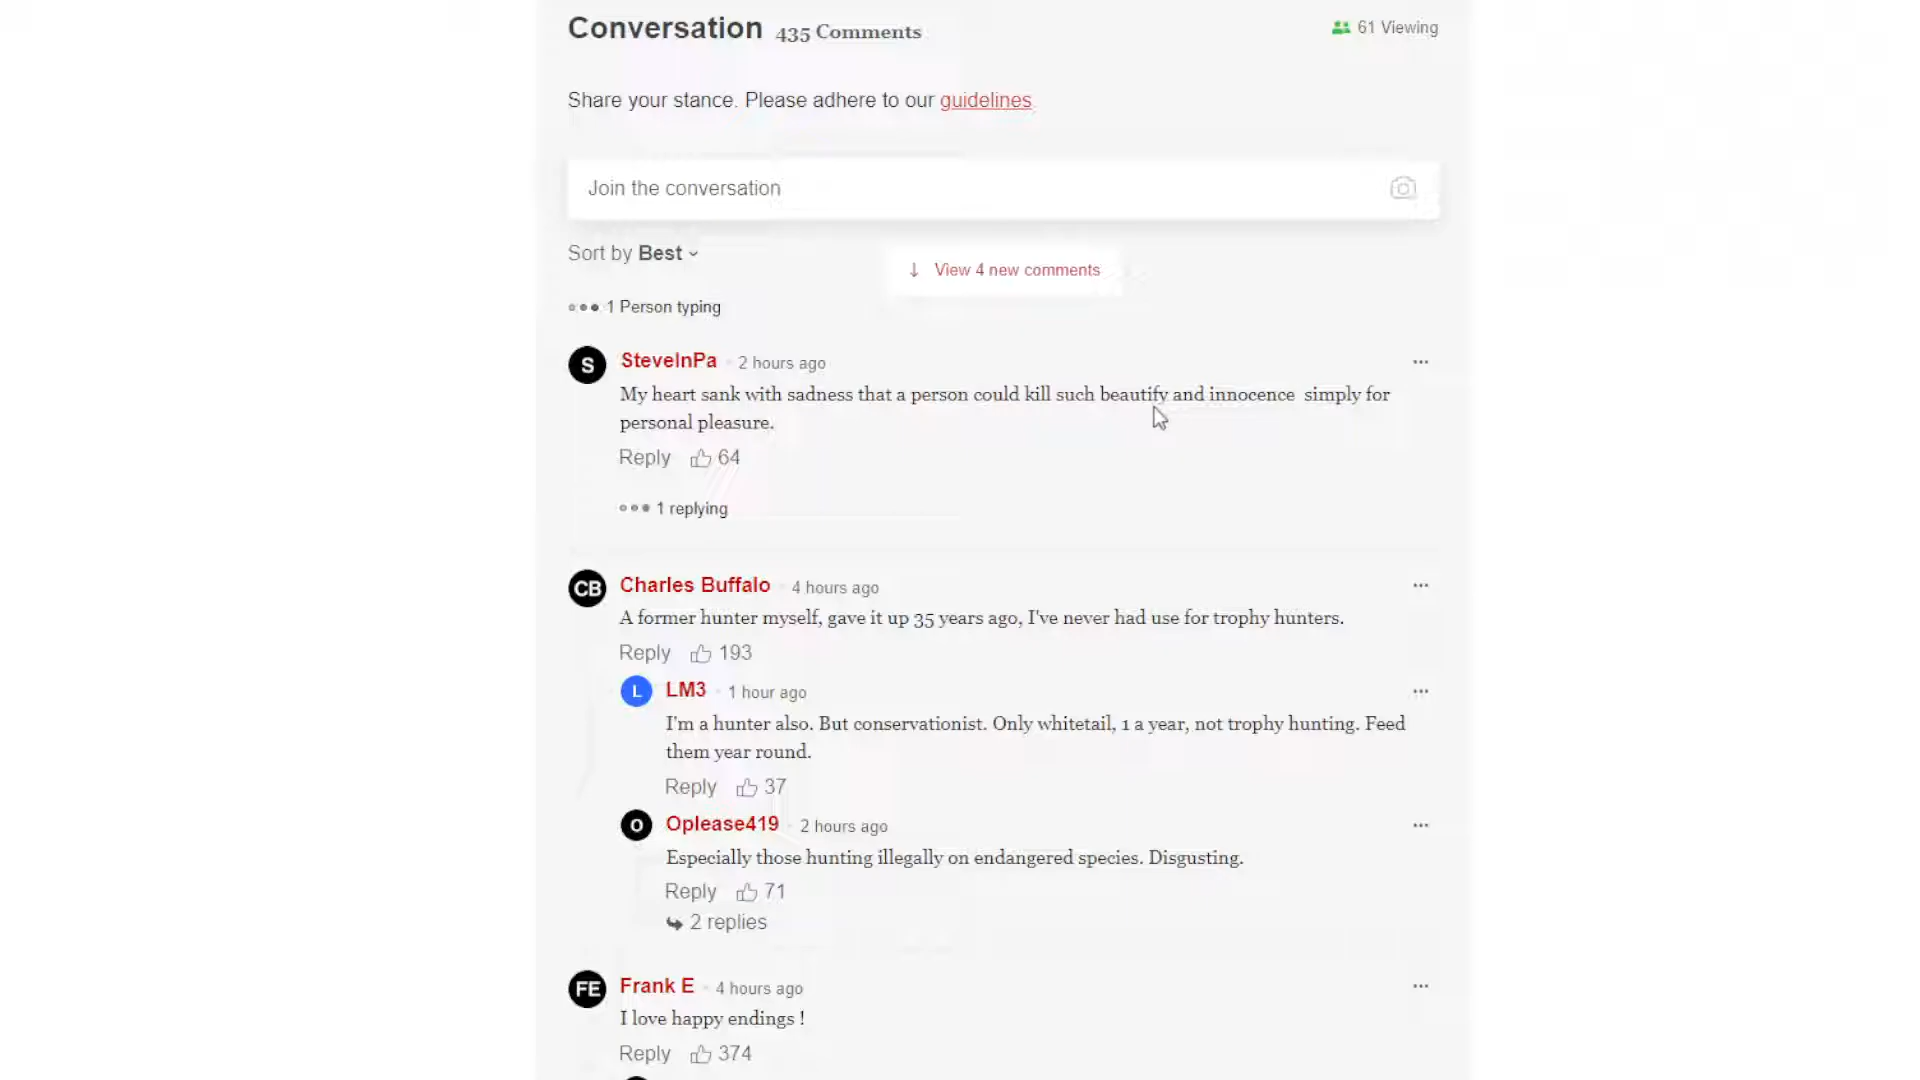 Conversation 435 Comments
61 Viewing
Share your stance. Please adhere to our guidelines
Join the conversation
Sort by Best
View 4 new comments
1 Person typing
S
SteveInPa 2 hours ago
My heart sank with sadness that a person could kill such beautify and innocence simply for
personal pleasure.
Reply 64
1 replying
CB
Charles Buffalo 4 hours ago
A former hunter myself, gave it up 35 years ago, I've never had use for trophy hunters.
Reply 193
L
LM3 1 hour ago
I'm a hunter also. But conservationist. Only whitetail, 1 a year, not trophy hunting. Feed
them year round.
Reply 37
O
Oplease419 2 hours ago
Especially those hunting illegally on endangered species. Disgusting.
Reply 71
2 replies
FE
Frank E 4 hours ago
I love happy endings !
Reply 374